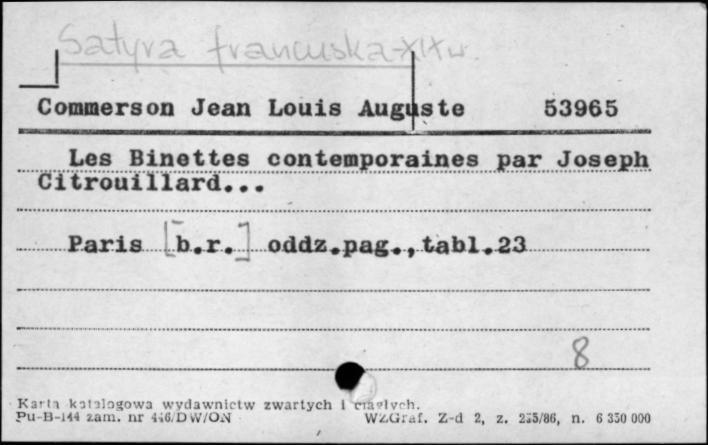 Satyra francuska-XIX w
Commerson Jean Louis Auguste 53965
Les Binettes contemporaines par Joseph
Citrouillard...
Paris [b.r.] oddz.pag.,tabl.23
8
Karta katalogowa wydawnictw zwartych i ciągłych.
Pu-B-144 zam. nr 446/DW/ON WZGraf. Z-d 2, z. 235/86, n. 6 350 000